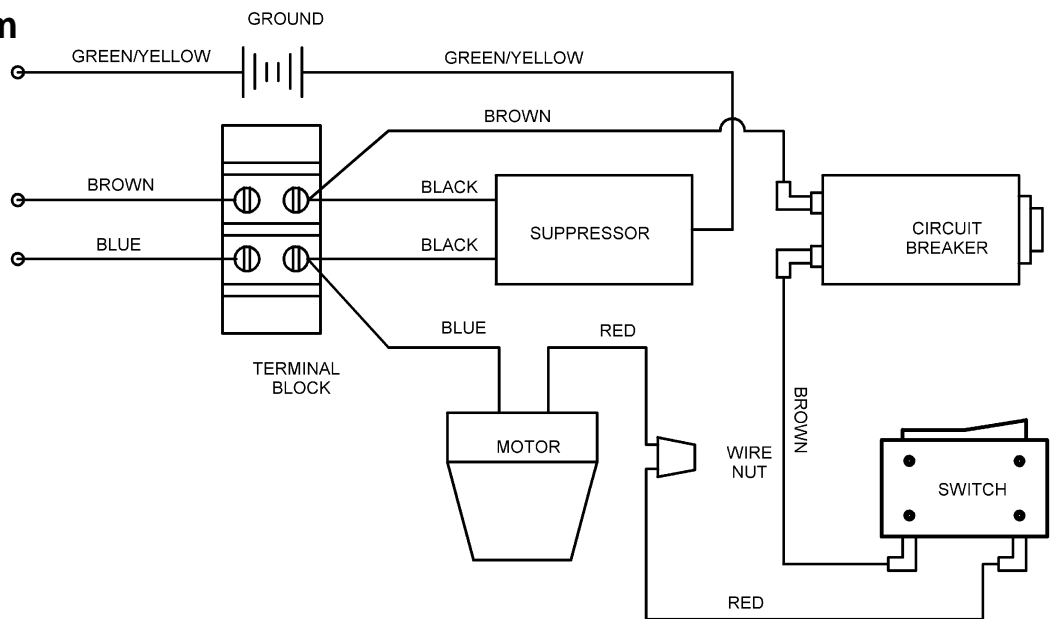 m
GROUND
GREEN/YELLOW
GREEN/YELLOW
BROWN
BROWN
BLACK
SUPPRESSOR
CIRCUIT
BREAKER
BLUE
BLACK
BLUE
RED
TERMINAL
BLOCK
MOTOR
WIRE
NUT
BROWN
SWITCH
RED